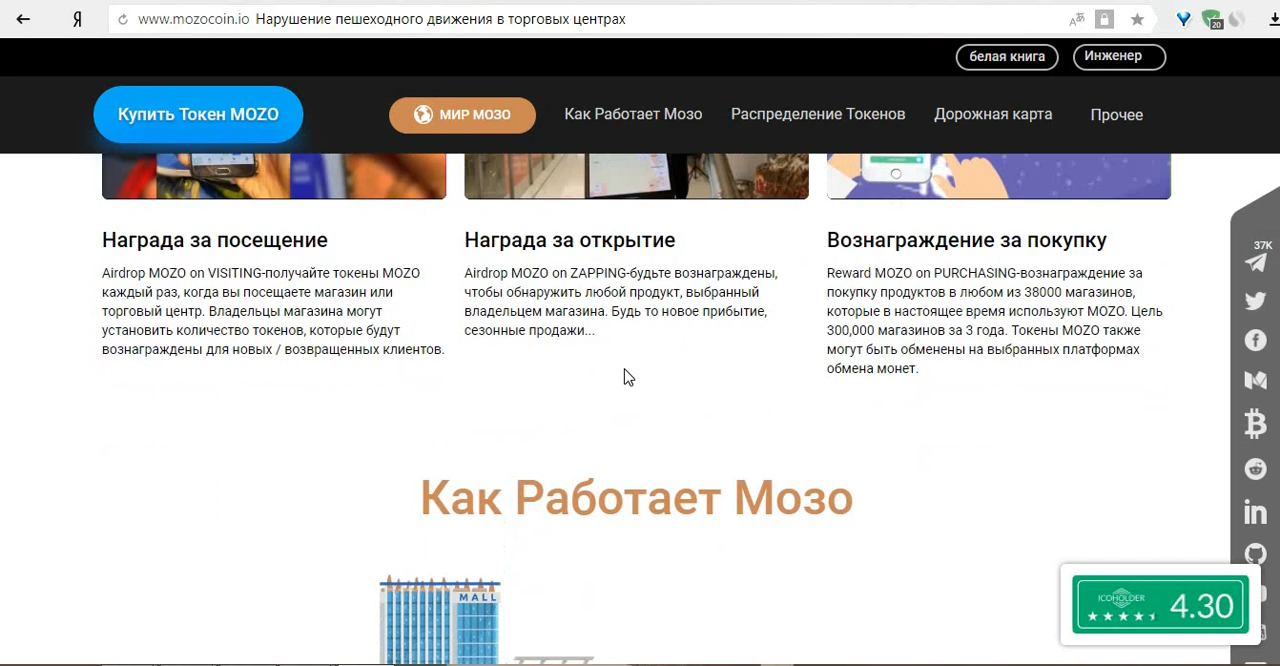 Я www.mozocoin.io Нарушение пешеходного движения в торговых центрах
20
белая книга Инженер
Купить Токен MOZO МИР МОЗО Как Работает Мозо Распределение Токенов Дорожная карта Прочее
Награда за посещение
Airdrop MOZO on VISITING-получайте токены MOZO
каждый раз, когда вы посещаете магазин или
торговый центр. Владельцы магазина могут
установить количество токенов, которые будут
вознаграждены для новых / возвращенных клиентов.
Награда за открытие
Airdrop MOZO on ZAPPING-будьте вознаграждены,
чтобы обнаружить любой продукт, выбранный
владельцем магазина. Будь то новое прибытие,
сезонные продажи...
Вознаграждение за покупку
Reward MOZO on PURCHASING-вознаграждение за
покупку продуктов в любом из 38000 магазинов,
которые в настоящее время используют MOZO. Цель
300,000 магазинов за 3 года. Токены MOZO также
могут быть обменены на выбранных платформах
обмена монет.
37K
Как Работает Мозо
MALL
ICOHOLDER
4.30